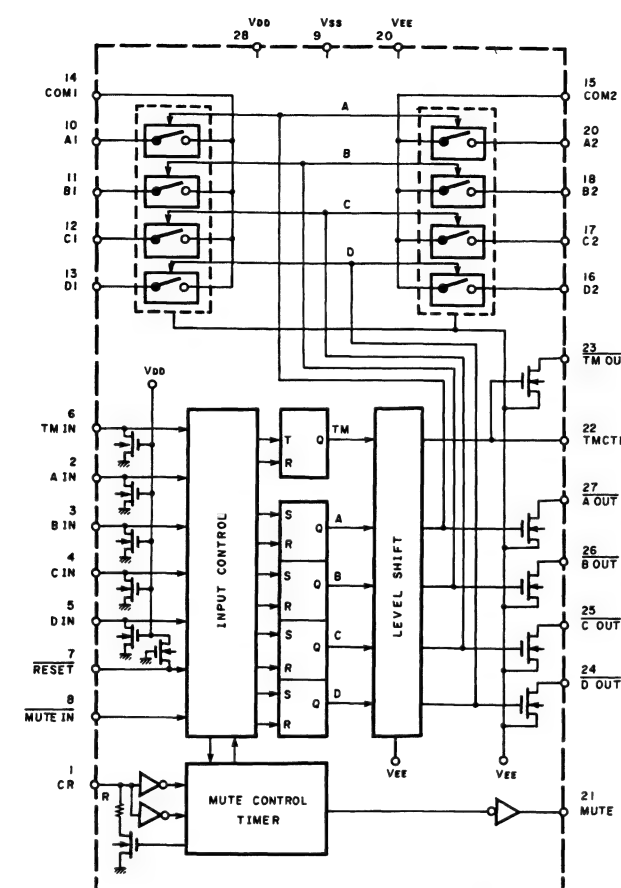 VDD
28
VSS
9
VEE
20
14
COM1
15
COM2
10
A1
A
20
A2
11
B1
B
18
B2
12
C1
C
17
C2
13
D1
D
16
D2
23
TM OU
VDD
6
TM IN
22
TMCTL
2
A IN
3
B IN
4
C IN
5
D IN
7
RESET
8
MUTE IN
INPUT CONTROL
T Q TM
R
S
Q A
R
S
Q B
R
S
Q C
R
S
Q D
R
LEVEL SHIFT
27
A OUT
26
B OUT
25
C OUT
24
D OUT
VEE
VEE
1
CR
R
MUTE CONTROL
TIMER
21
MUTE